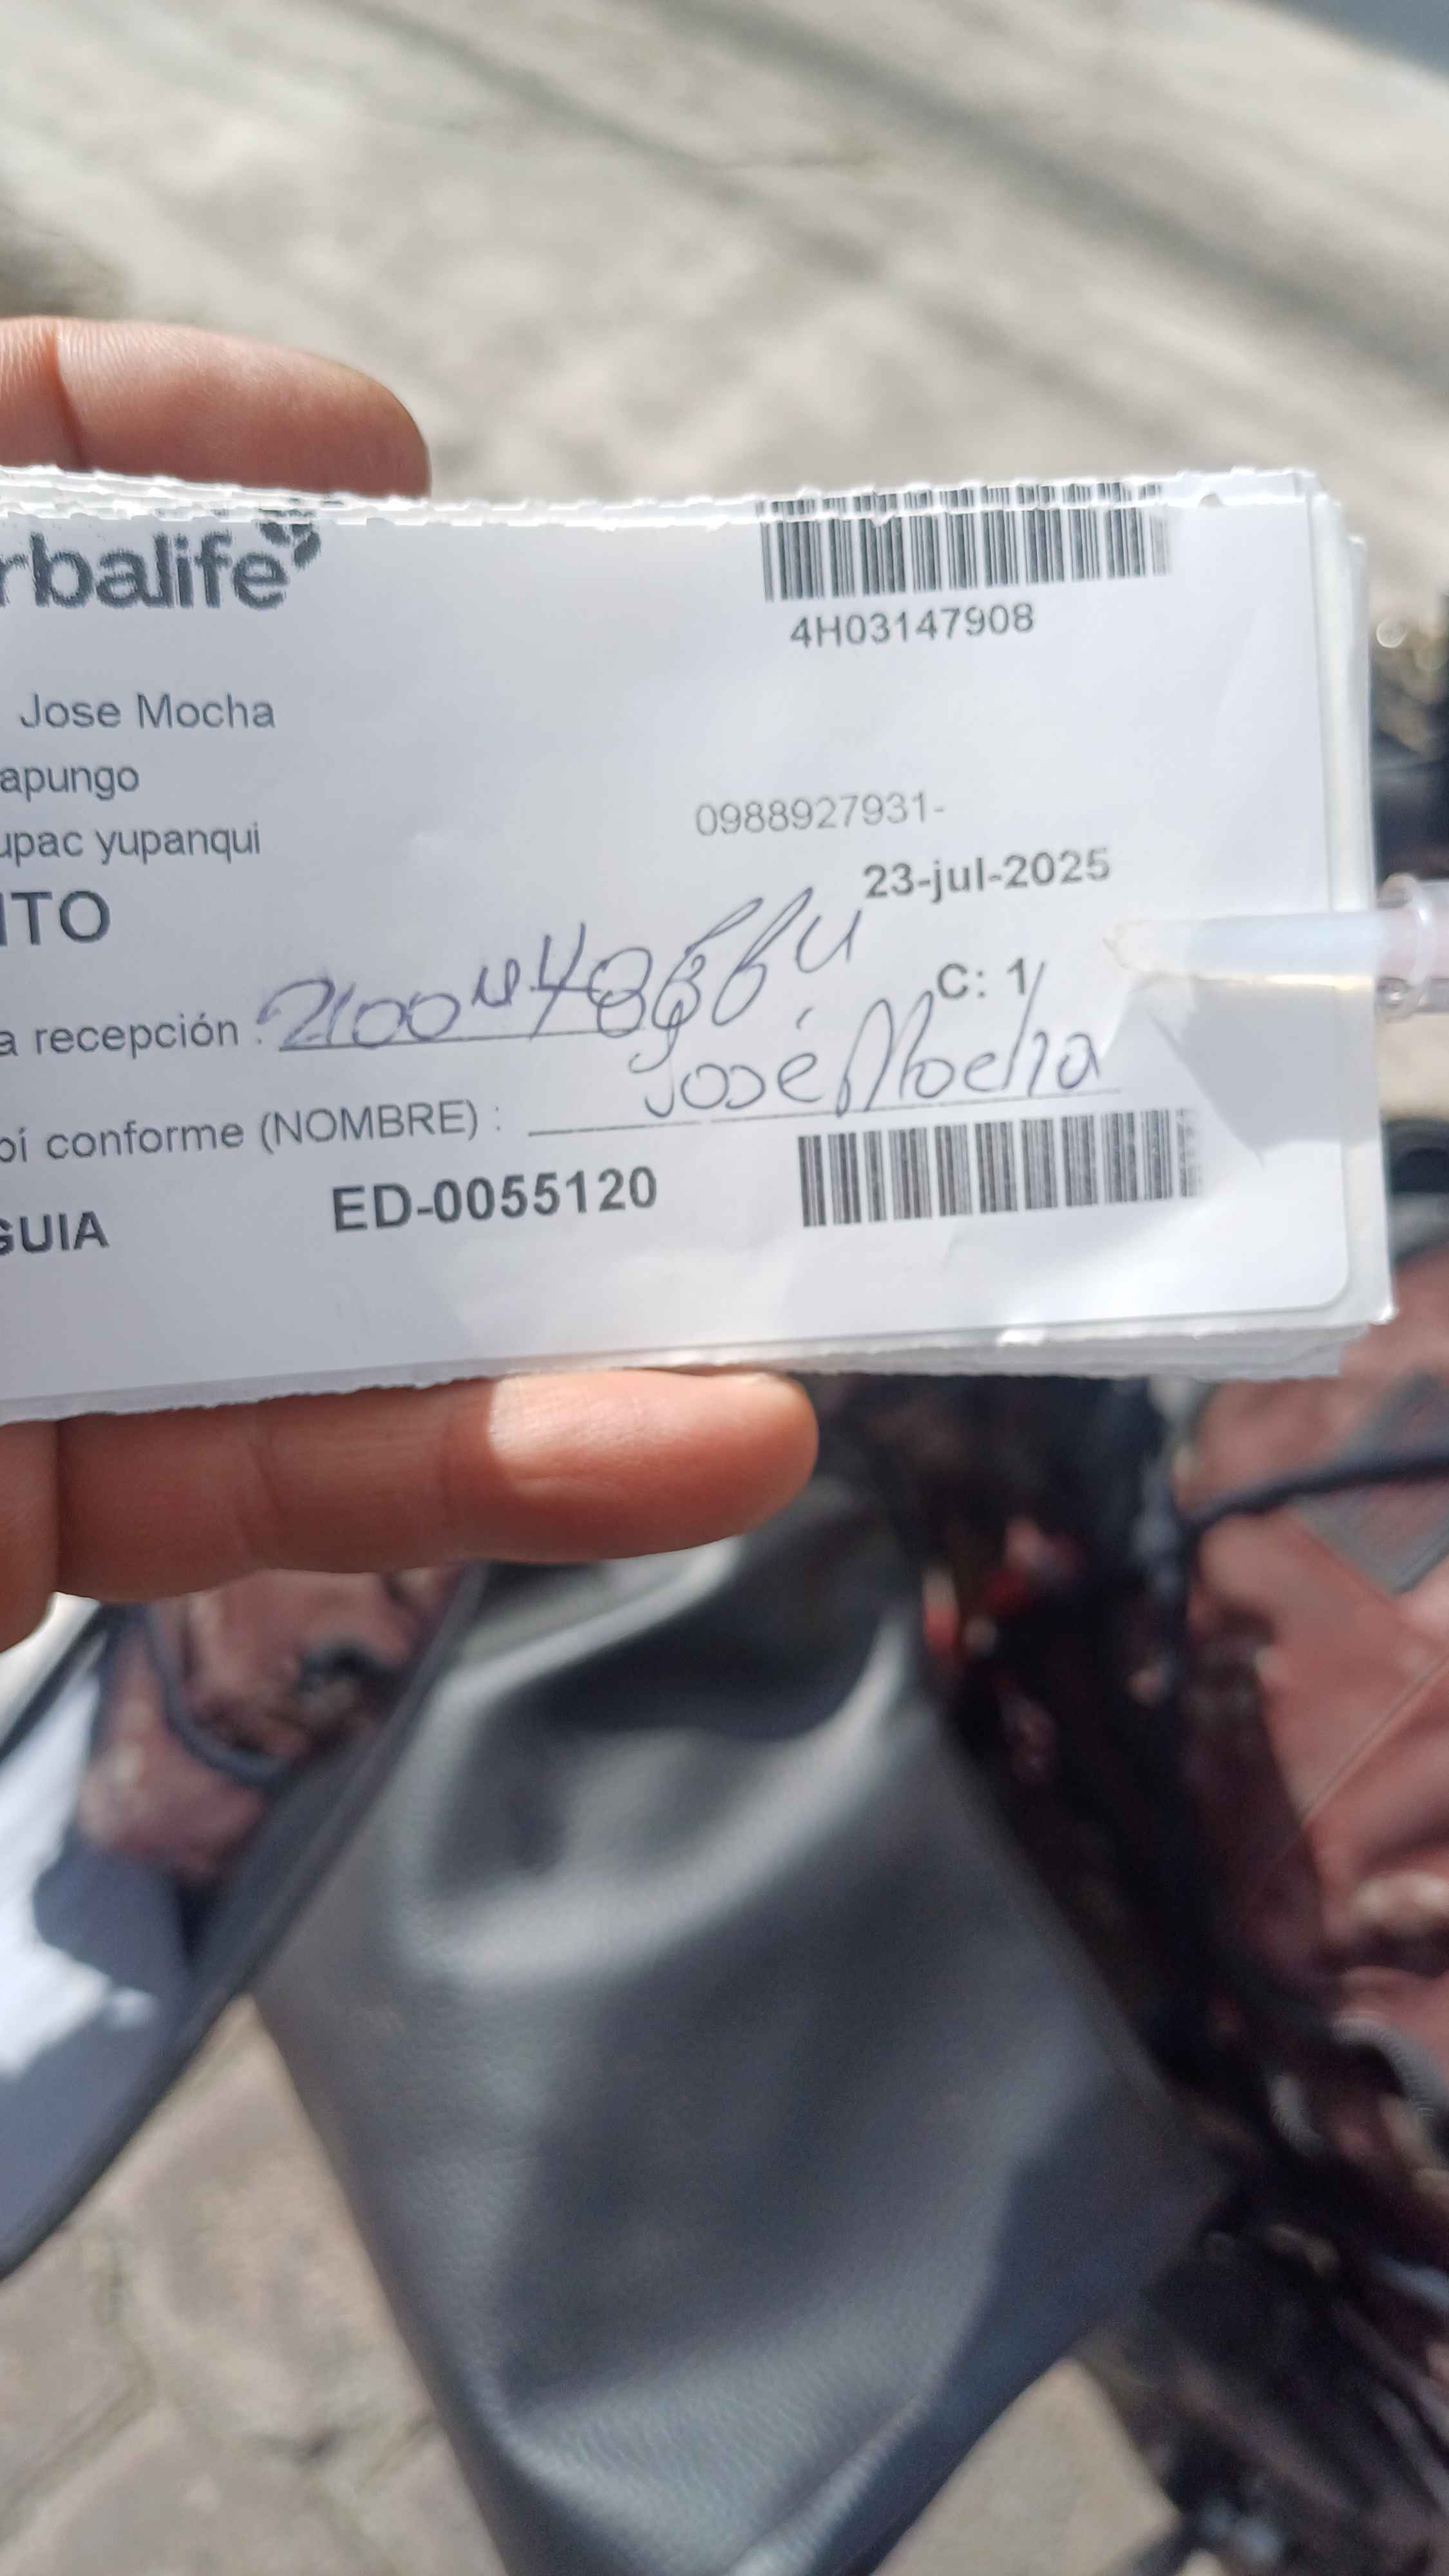 rbalife
4H03147908
Jose Mocha
apungo
0988927931-
upac yupanqui
23-jul-2025
ITO
C: 1/
a recepción :
bí conforme (NOMBRE) : José Mocha
GUIA ED-0055120